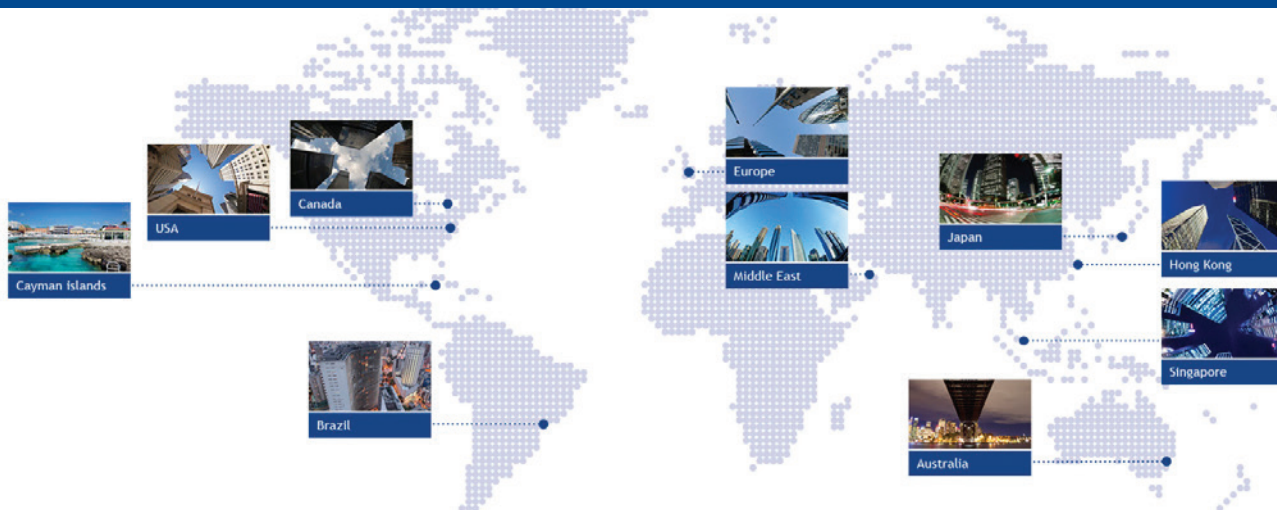 Canada
USA
Cayman Islands
Brazil
Europe
Middle East
Japan
Hong Kong
Singapore
Australia